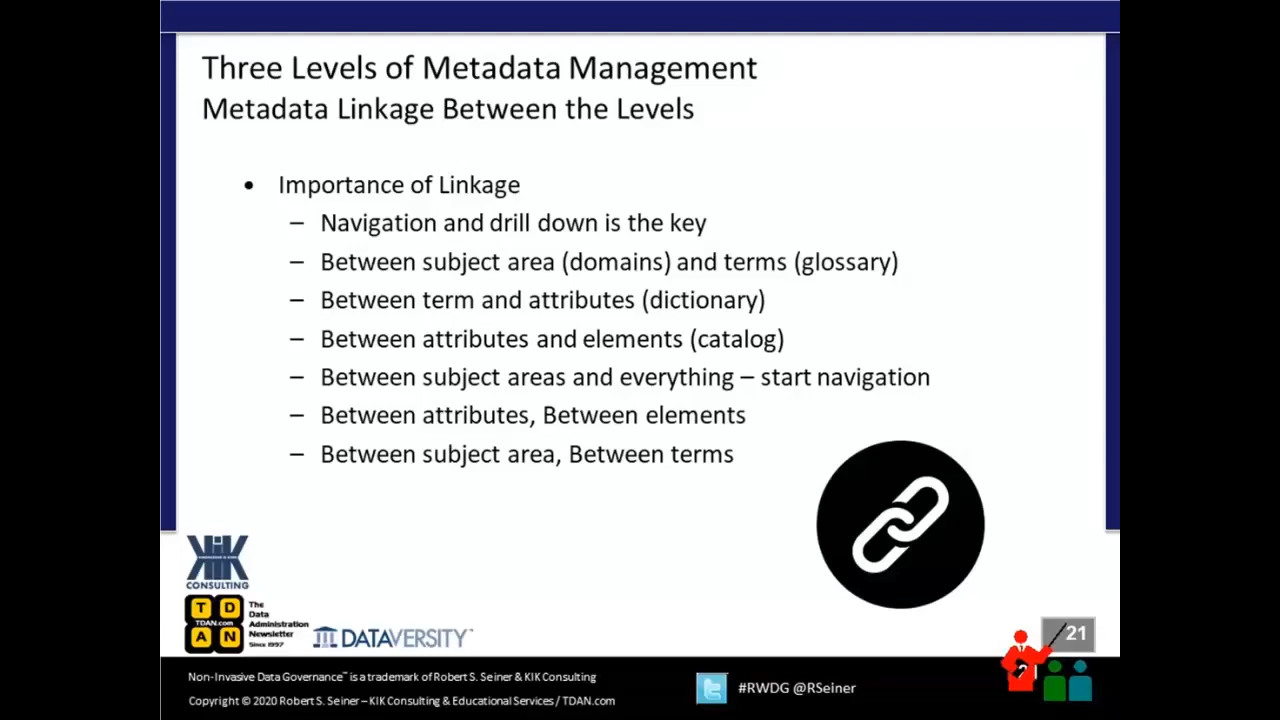 Three Levels of Metadata Management
Metadata Linkage Between the Levels
• Importance of Linkage
– Navigation and drill down is the key
– Between subject area (domains) and terms (glossary)
– Between term and attributes (dictionary)
– Between attributes and elements (catalog)
– Between subject areas and everything – start navigation
– Between attributes, Between elements
– Between subject area, Between terms
KIK
CONSULTING
T D
TDAN.com
A N
The
Data
Administration
Newsletter
Since 1997
DATAVERSITY™
21
Non-Invasive Data Governance™ is a trademark of Robert S. Seiner & KIK Consulting
Copyright © 2020 Robert S. Seiner – KIK Consulting & Educational Services / TDAN.com
#RWDG @RSeiner